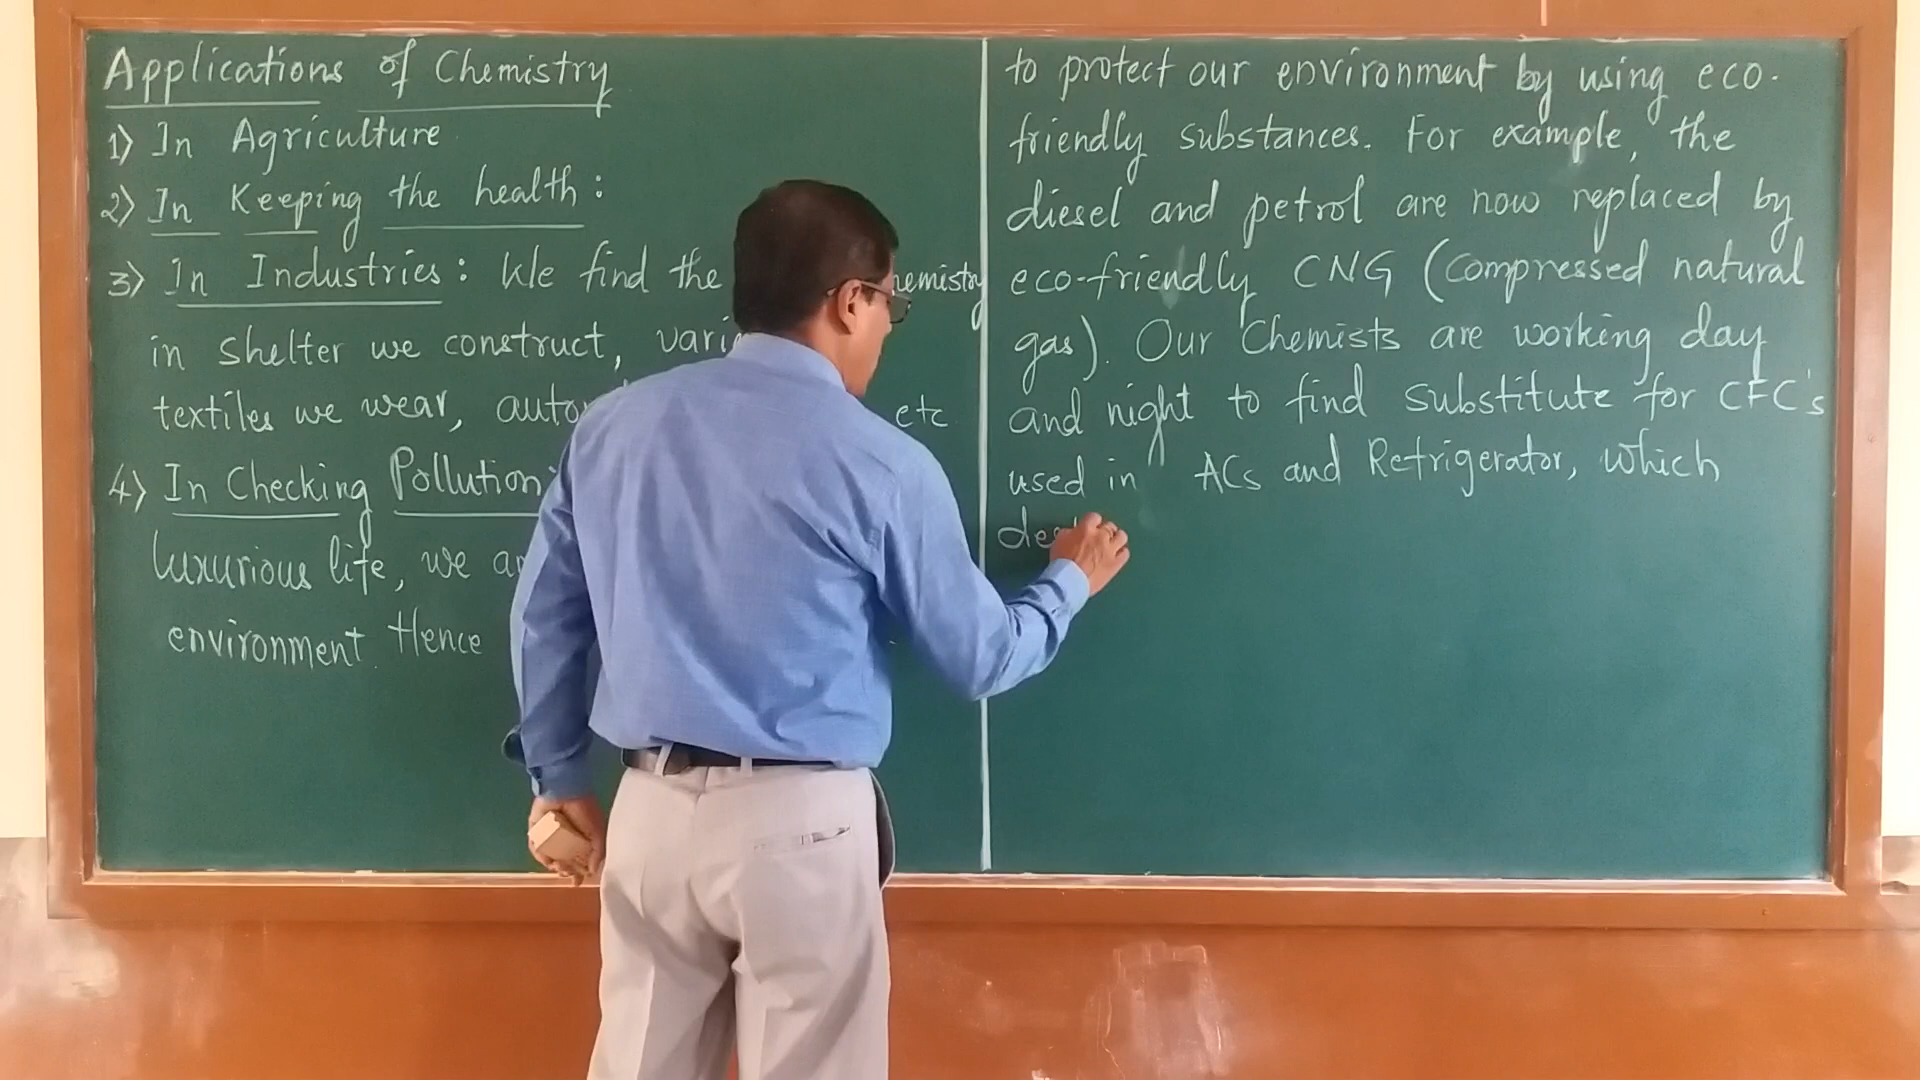 Applications of Chemistry
1) In Agriculture
2) In Keeping the health :
3) In Industries : We find the
in shelter we construct,
textiles we wear, etc
4) In Checking Pollution
luxurious life, we
environment. Hence
to protect our environment by using eco-
friendly substances. For example, the
diesel and petrol are now replaced by
eco-friendly CNG (Compressed natural
gas). Our Chemists are working day
and night to find substitute for CFC's
used in ACs and Refrigerator, which